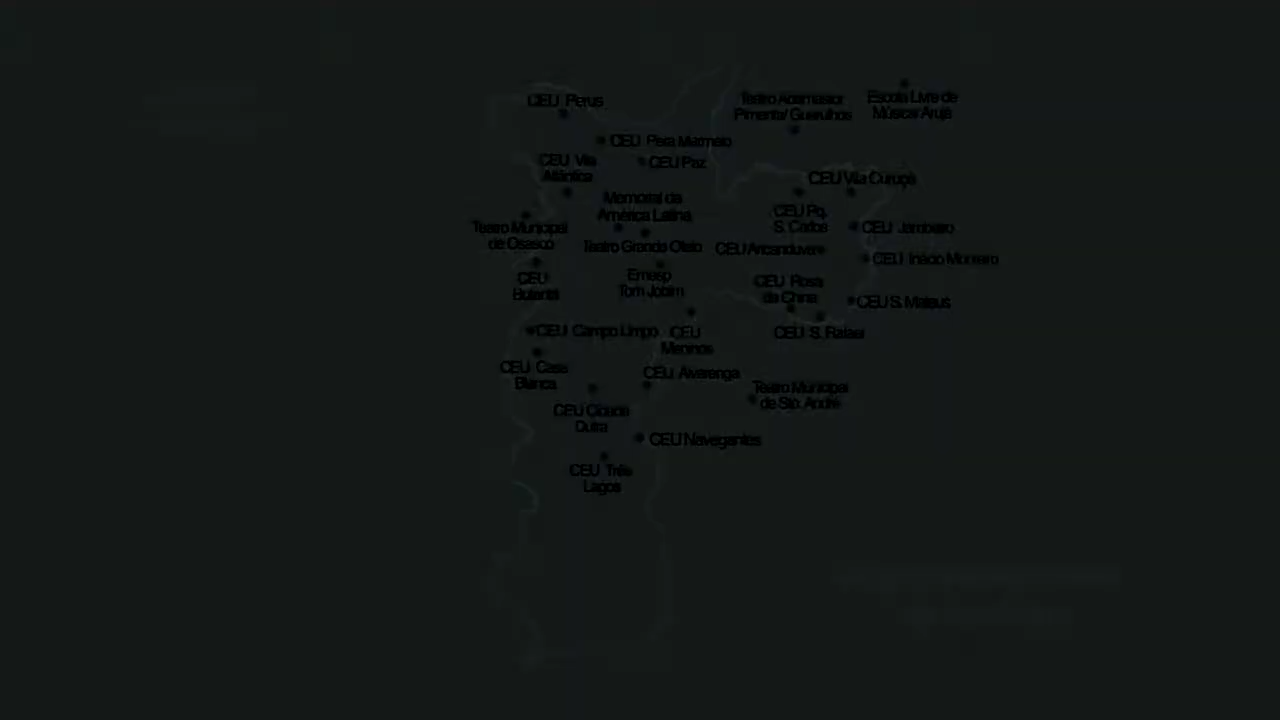 CEU Perus
Teatro Adamastor
Pimenta/ Guarulhos
Escola Livre de
Música/ Arujá
CEU Pera Marmelo
CEU Vila
Atlântica
CEU Paz
CEU Vila Curuçá
Memorial da
América Latina
CEU Pq.
S. Carlos
Teatro Municipal
de Osasco
CEU Jambeiro
Teatro Grande Otelo
CEU Aricanduva
CEU Inácio Monteiro
CEU
Butantã
Emesp
Tom Jobim
CEU Rosa
da China
CEU S. Mateus
CEU Campo Limpo
CEU
Meninos
CEU S. Rafael
CEU Casa
Blanca
CEU Alvarenga
Teatro Municipal
de Sto. André
CEU Cidade
Dutra
CEU Navegantes
CEU Três
Lagos